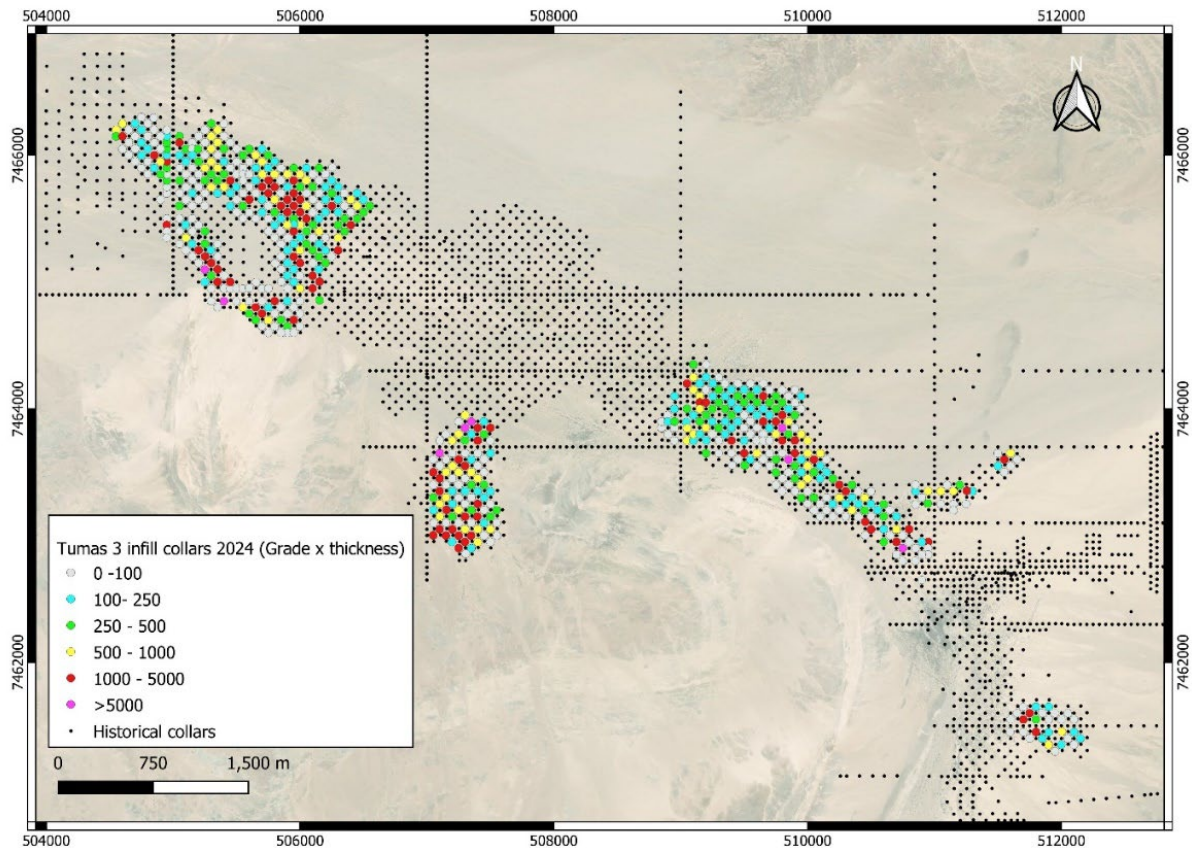 504000 506000 508000 510000 512000
N
7466000 7466000
7464000 7464000
7462000 7462000
Tumas 3 infill collars 2024 (Grade x thickness)
0 -100
100- 250
250 - 500
500 - 1000
1000 - 5000
>5000
Historical collars
0 750 1,500 m
504000 506000 508000 510000 512000